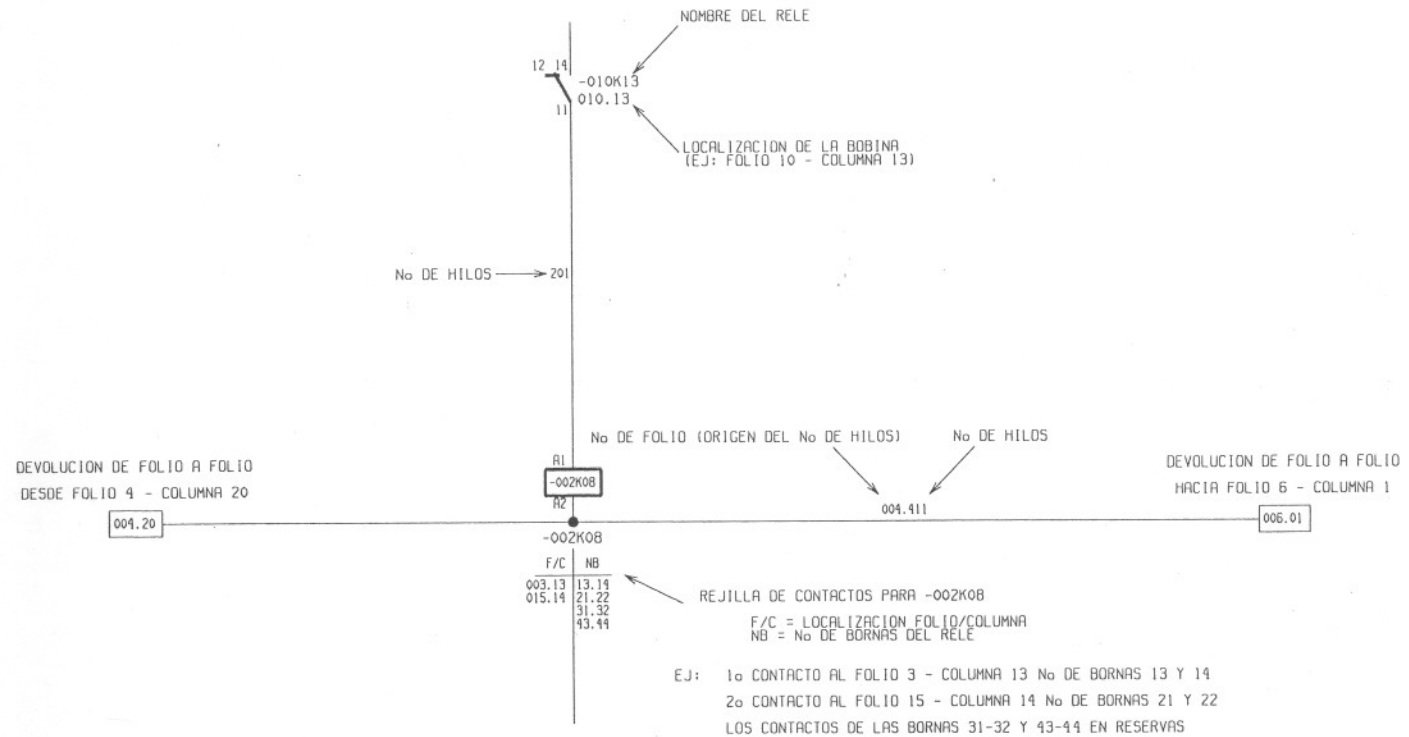 NOMBRE DEL RELE
12 14
-010K13
010.13
11
LOCALIZACION DE LA BOBINA
(EJ: FOLIO 10 - COLUMNA 13)
No DE HILOS
201
No DE FOLIO (ORIGEN DEL No DE HILOS)
No DE HILOS
DEVOLUCION DE FOLIO A FOLIO
DESDE FOLIO 4 - COLUMNA 20
A1
-002K08
A2
DEVOLUCION DE FOLIO A FOLIO
HACIA FOLIO 6 - COLUMNA 1
004.20
004.411
006.01
-002K08
F/C NB
003.13 13.14
015.14 21.22
31.32
43.44
REJILLA DE CONTACTOS PARA -002K08
F/C = LOCALIZACION FOLIO/COLUMNA
NB = No DE BORNAS DEL RELE
EJ: 1o CONTACTO AL FOLIO 3 - COLUMNA 13 No DE BORNAS 13 Y 14
2o CONTACTO AL FOLIO 15 - COLUMNA 14 No DE BORNAS 21 Y 22
LOS CONTACTOS DE LAS BORNAS 31-32 Y 43-44 EN RESERVAS